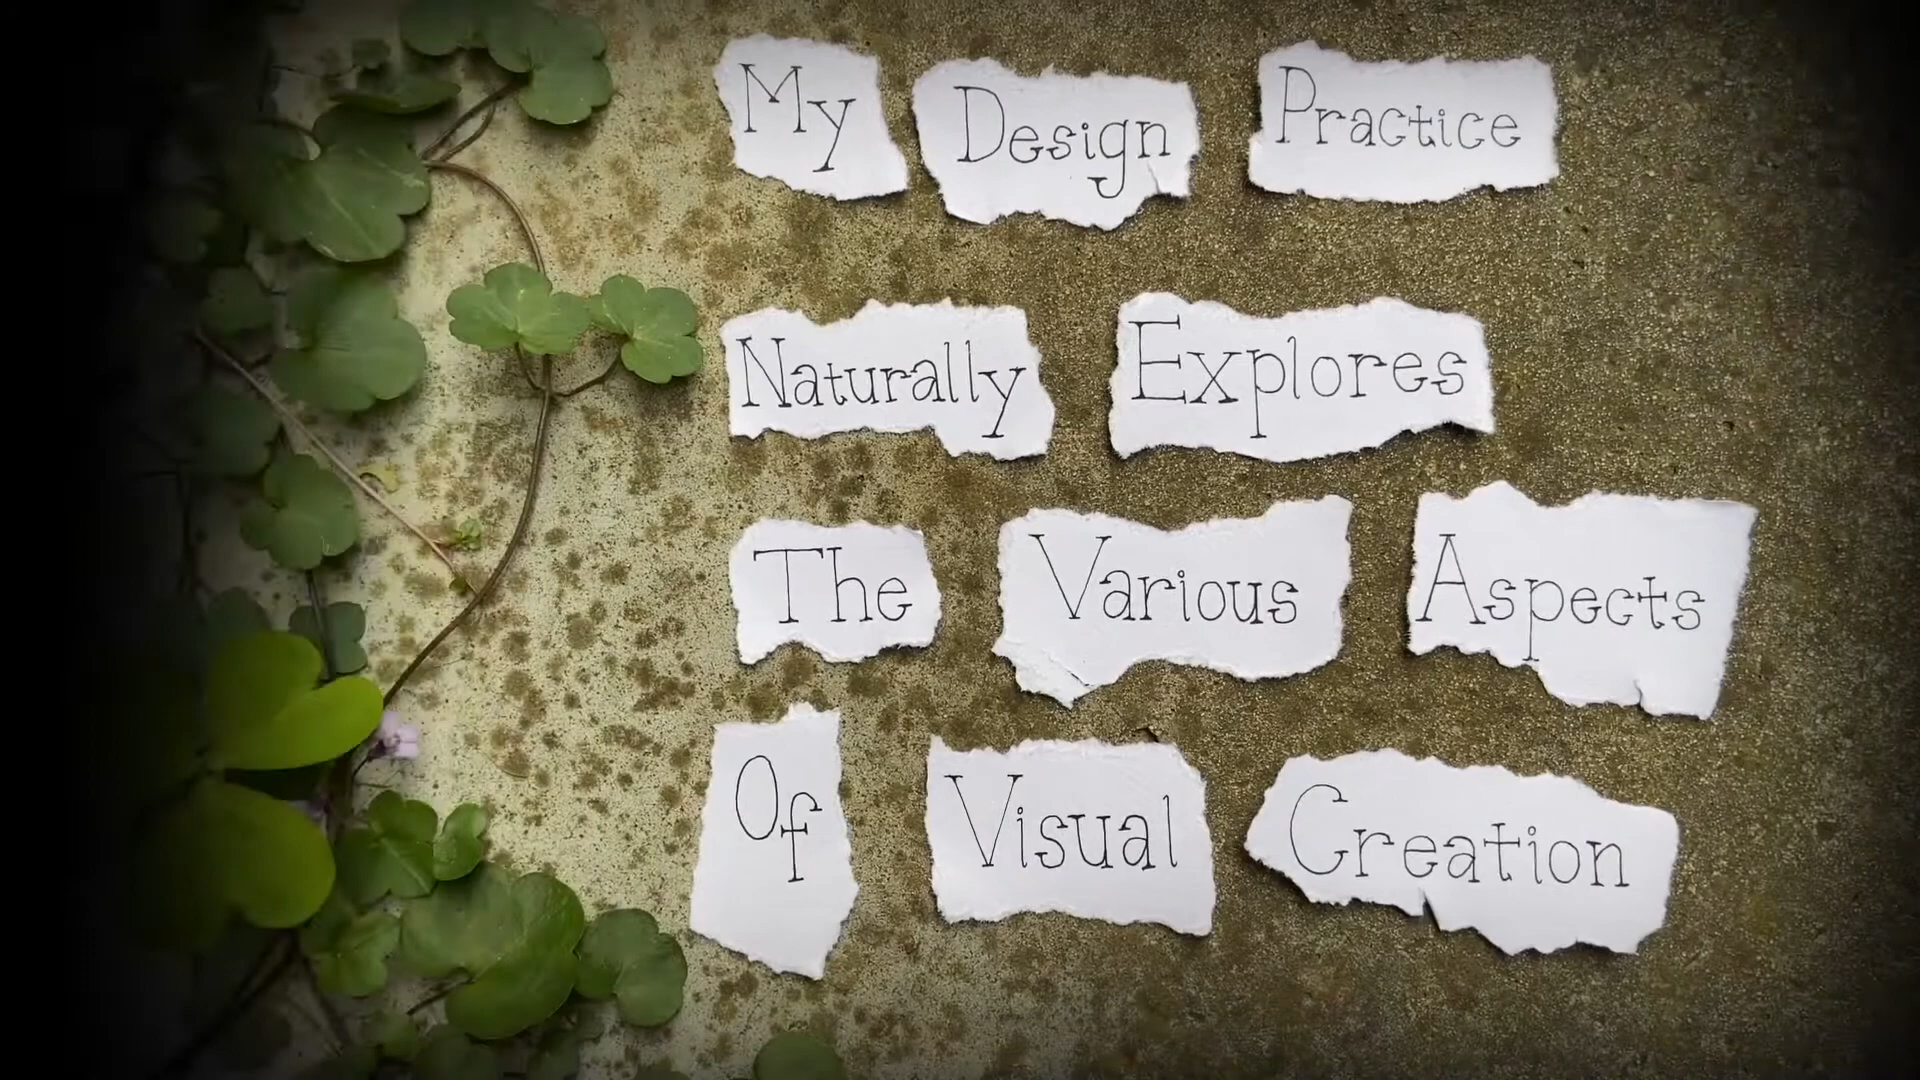 My Design Practice
Naturally Explores
The Various Aspects
Of Visual Creation